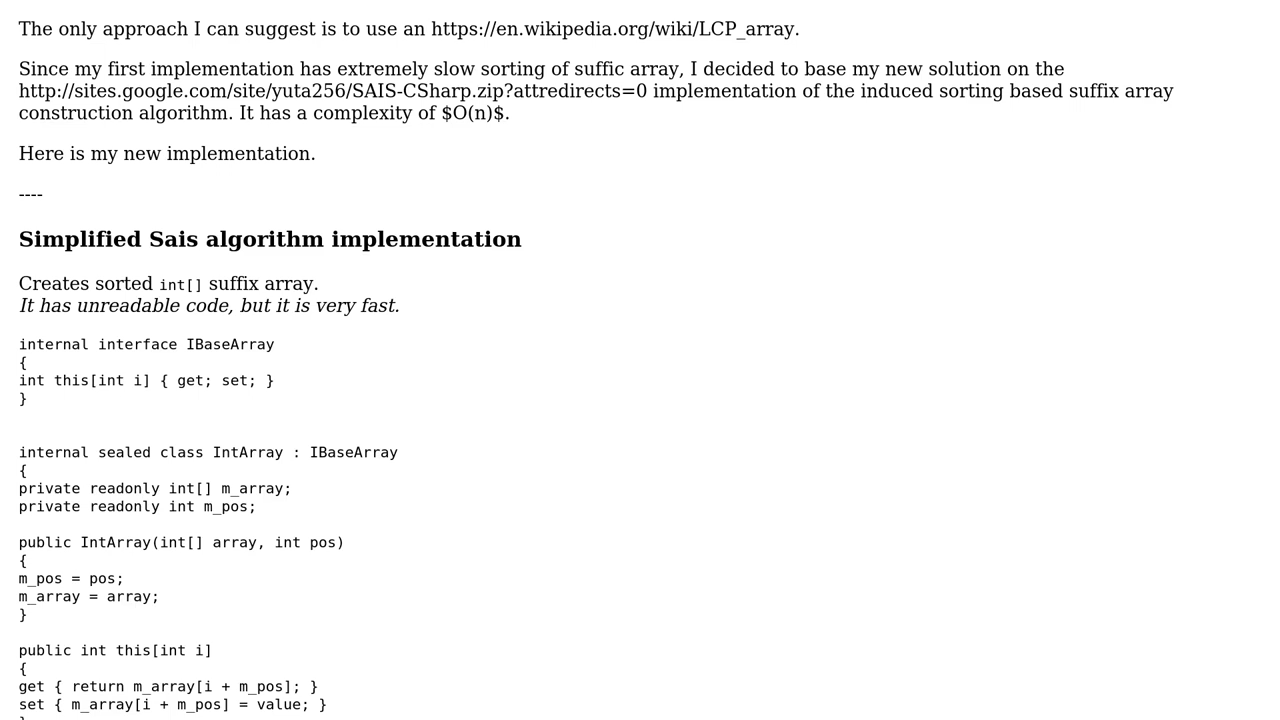 The only approach I can suggest is to use an https://en.wikipedia.org/wiki/LCP_array.
Since my first implementation has extremely slow sorting of suffic array, I decided to base my new solution on the
http://sites.google.com/site/yuta256/SAIS-CSharp.zip?attredirects=0 implementation of the induced sorting based suffix array
construction algorithm. It has a complexity of $O(n)$.
Here is my new implementation.
----
Simplified Sais algorithm implementation
Creates sorted int[] suffix array.
It has unreadable code, but it is very fast.
internal interface IBaseArray
{
int this[int i] { get; set; }
}
internal sealed class IntArray : IBaseArray
{
private readonly int[] m_array;
private readonly int m_pos;
public IntArray(int[] array, int pos)
{
m_pos = pos;
m_array = array;
}
public int this[int i]
{
get { return m_array[i + m_pos]; }
set { m_array[i + m_pos] = value; }
}